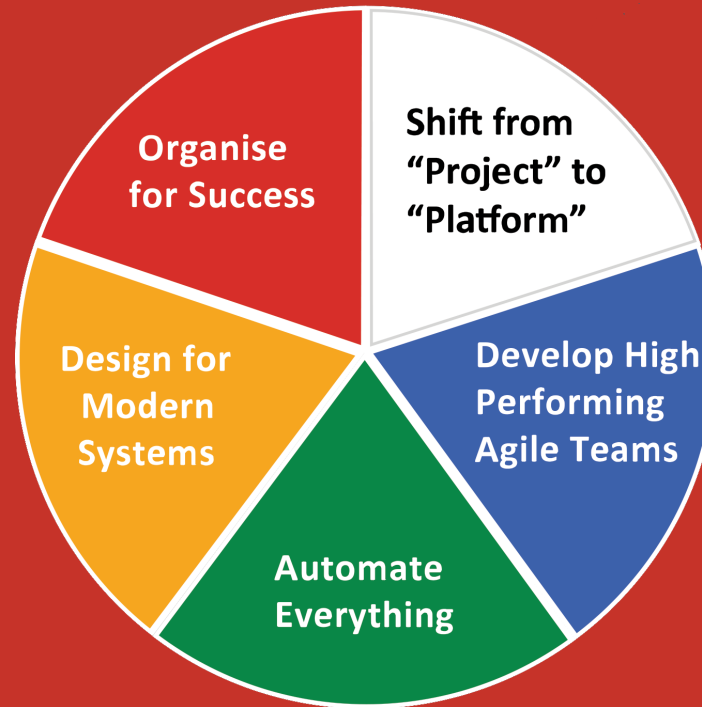 Organise
for Success
Shift from
“Project” to
“Platform”
Design for
Modern
Systems
Develop High
Performing
Agile Teams
Automate
Everything